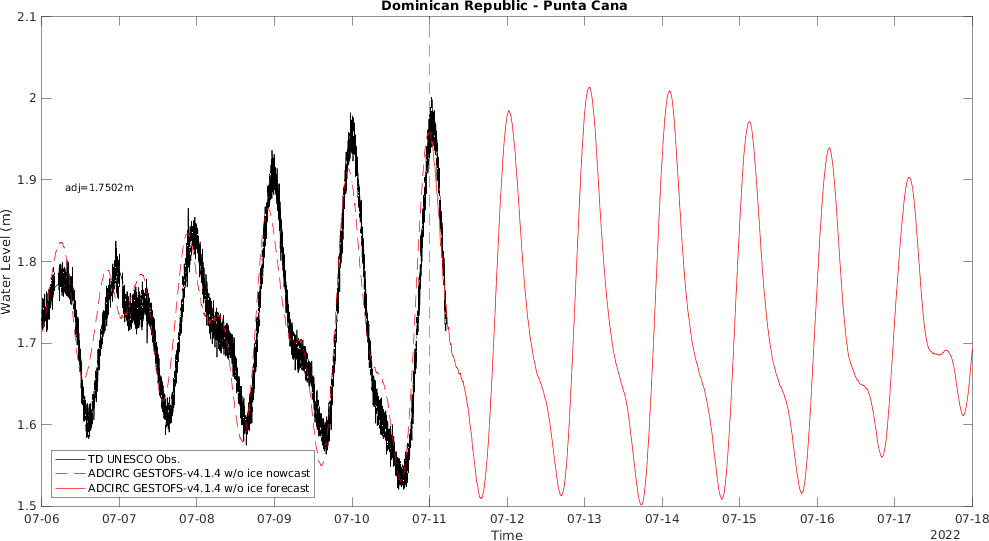 Dominican Republic - Punta Cana
2.1
2
1.9
1.8
1.7
1.6
1.5
Water Level (m)
adj=1.7502m
TD UNESCO Obs.
ADCIRC GESTOFS-v4.1.4 w/o ice nowcast
ADCIRC GESTOFS-v4.1.4 w/o ice forecast
07-06 07-07 07-08 07-09 07-10 07-11 07-12 07-13 07-14 07-15 07-16 07-17 07-18
Time
2022